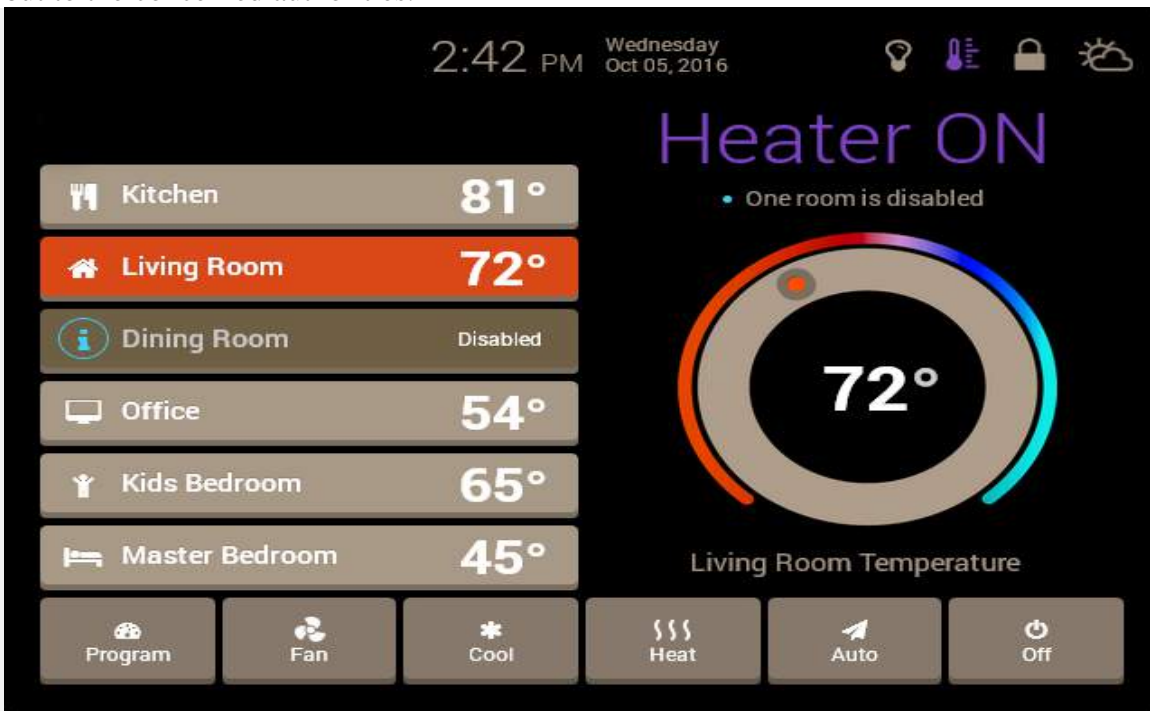 2:42 PM
Wednesday
Oct 05, 2016
Heater ON
One room is disabled
Kitchen 81°
Living Room 72°
Dining Room Disabled
Office 54°
Kids Bedroom 65°
Master Bedroom 45°
72°
Living Room Temperature
Program
Fan
Cool
Heat
Auto
Off